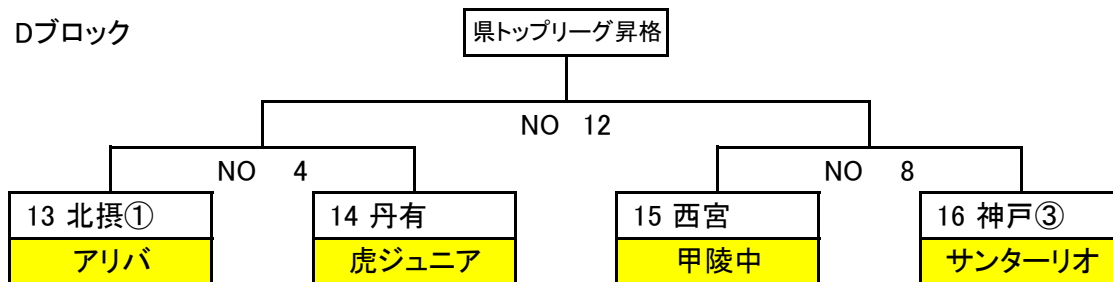 Dブロック
県トップリーグ昇格
NO 12
NO 4
NO 8
13 北摂①
14 丹有
15 西宮
16 神戸③
アリバ
虎ジュニア
甲陵中
サンターリオ